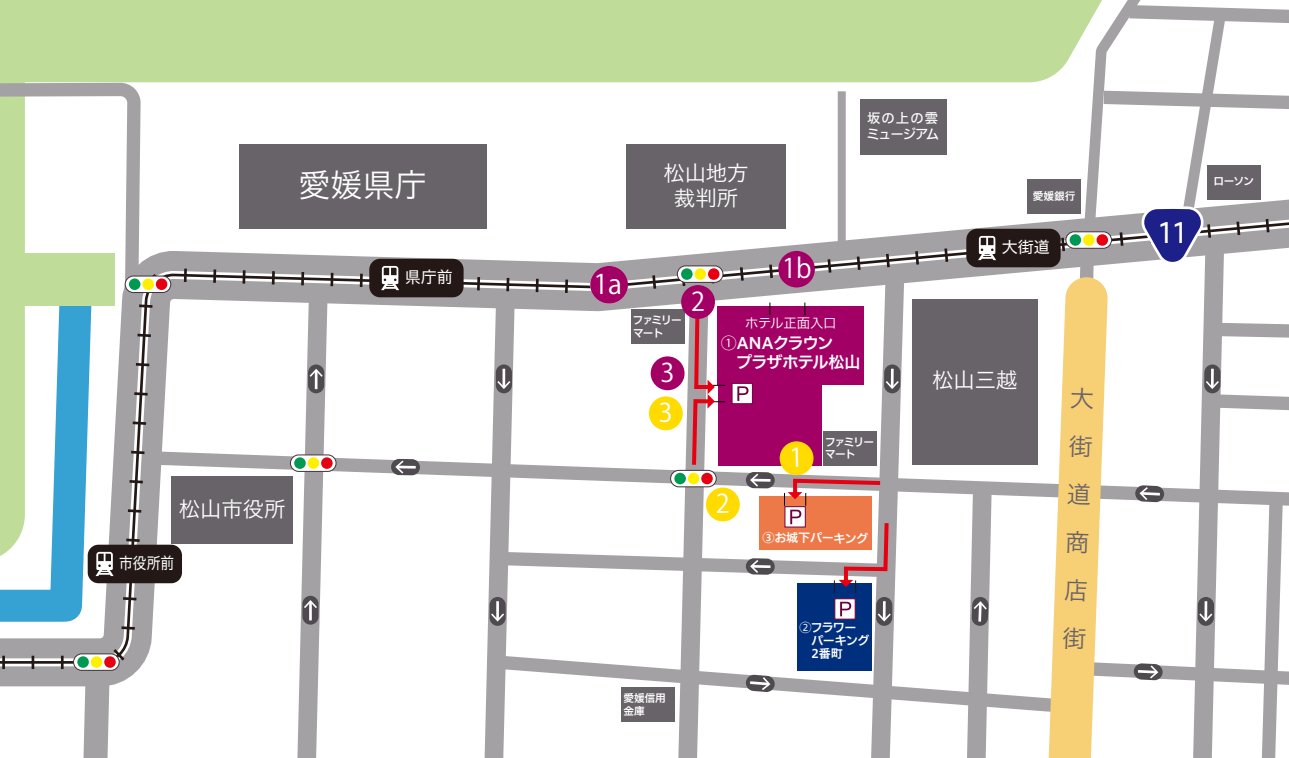 坂の上の雲
ミュージアム
愛媛県庁
松山地方
裁判所
ローソン
愛媛銀行
11
大街道
県庁前
1a
1b
2
ファミリー
マート
ホテル正面入口
①ANAクラウン
プラザホテル松山
P
3
3
松山三越
大街道商店街
ファミリー
マート
1
2
松山市役所
P
③お城下パーキング
市役所前
P
②フラワー
パーキング
2番町
愛媛信用
金庫